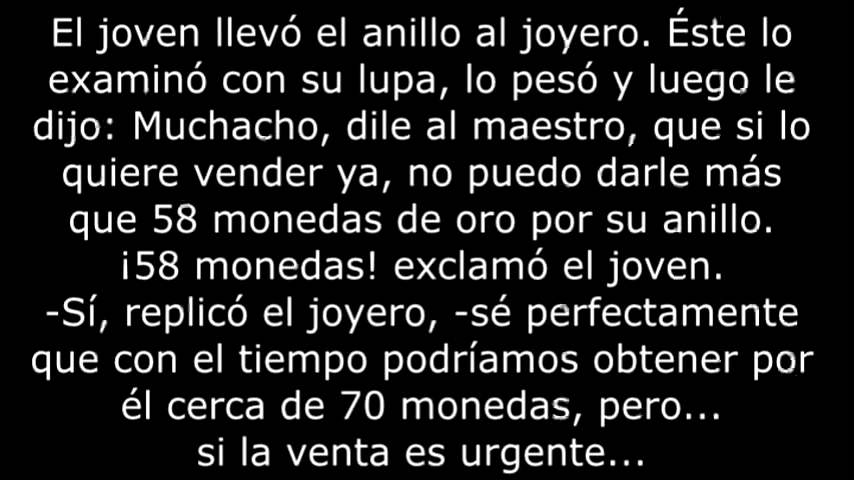 El joven llevó el anillo al joyero. Éste lo
examinó con su lupa, lo pesó y luego le
dijo: Muchacho, dile al maestro, que si lo
quiere vender ya, no puedo darle más
que 58 monedas de oro por su anillo.
¡58 monedas! exclamó el joven.
-Sí, replicó el joyero, -sé perfectamente
que con el tiempo podríamos obtener por
él cerca de 70 monedas, pero...
si la venta es urgente...